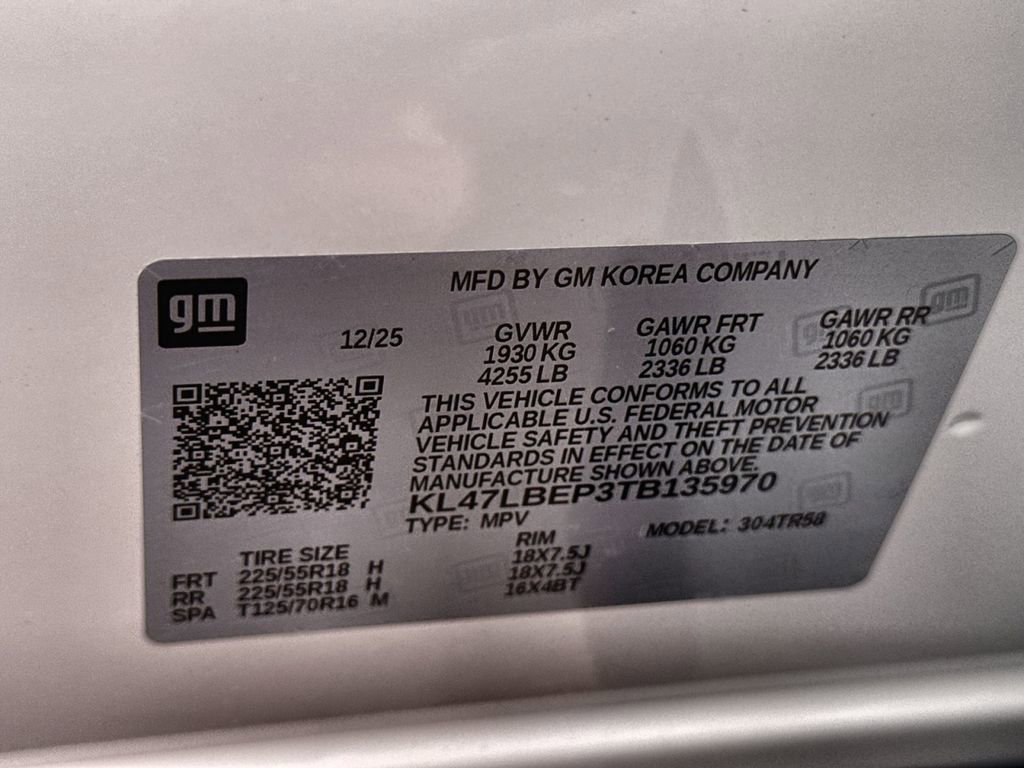 gm
MFD BY GM KOREA COMPANY
12/25
GVWR GAWR FRT GAWR RR
1930 KG 1060 KG 1060 KG
4255 LB 2336 LB 2336 LB
THIS VEHICLE CONFORMS TO ALL
APPLICABLE U.S. FEDERAL MOTOR
VEHICLE SAFETY AND THEFT PREVENTION
STANDARDS IN EFFECT ON THE DATE OF
MANUFACTURE SHOWN ABOVE.
KL47LBEP3TB135970
TYPE: MPV MODEL: 304TR58
TIRE SIZE RIM
FRT 225/55R18 H 18X7.5J
RR 225/55R18 H 18X7.5J
SPA T125/70R16 M 16X4BT